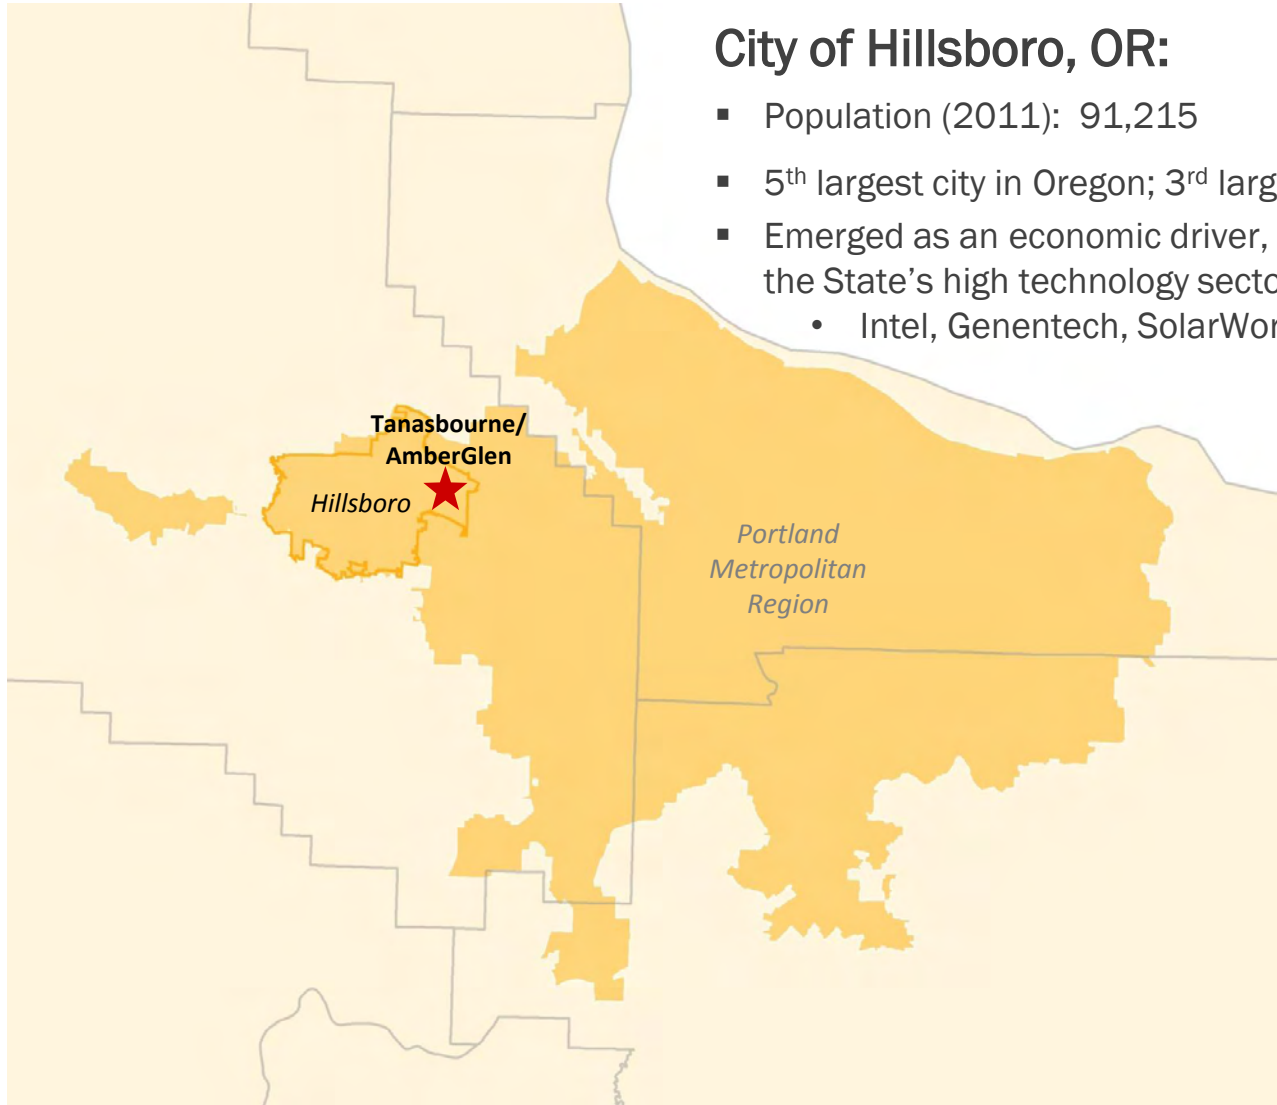 City of Hillsboro, OR:
▪ Population (2011): 91,215
▪ 5th largest city in Oregon; 3rd larg
▪ Emerged as an economic driver,
the State’s high technology secto
• Intel, Genentech, SolarWor
Tanasbourne/
AmberGlen
Hillsboro
Portland
Metropolitan
Region